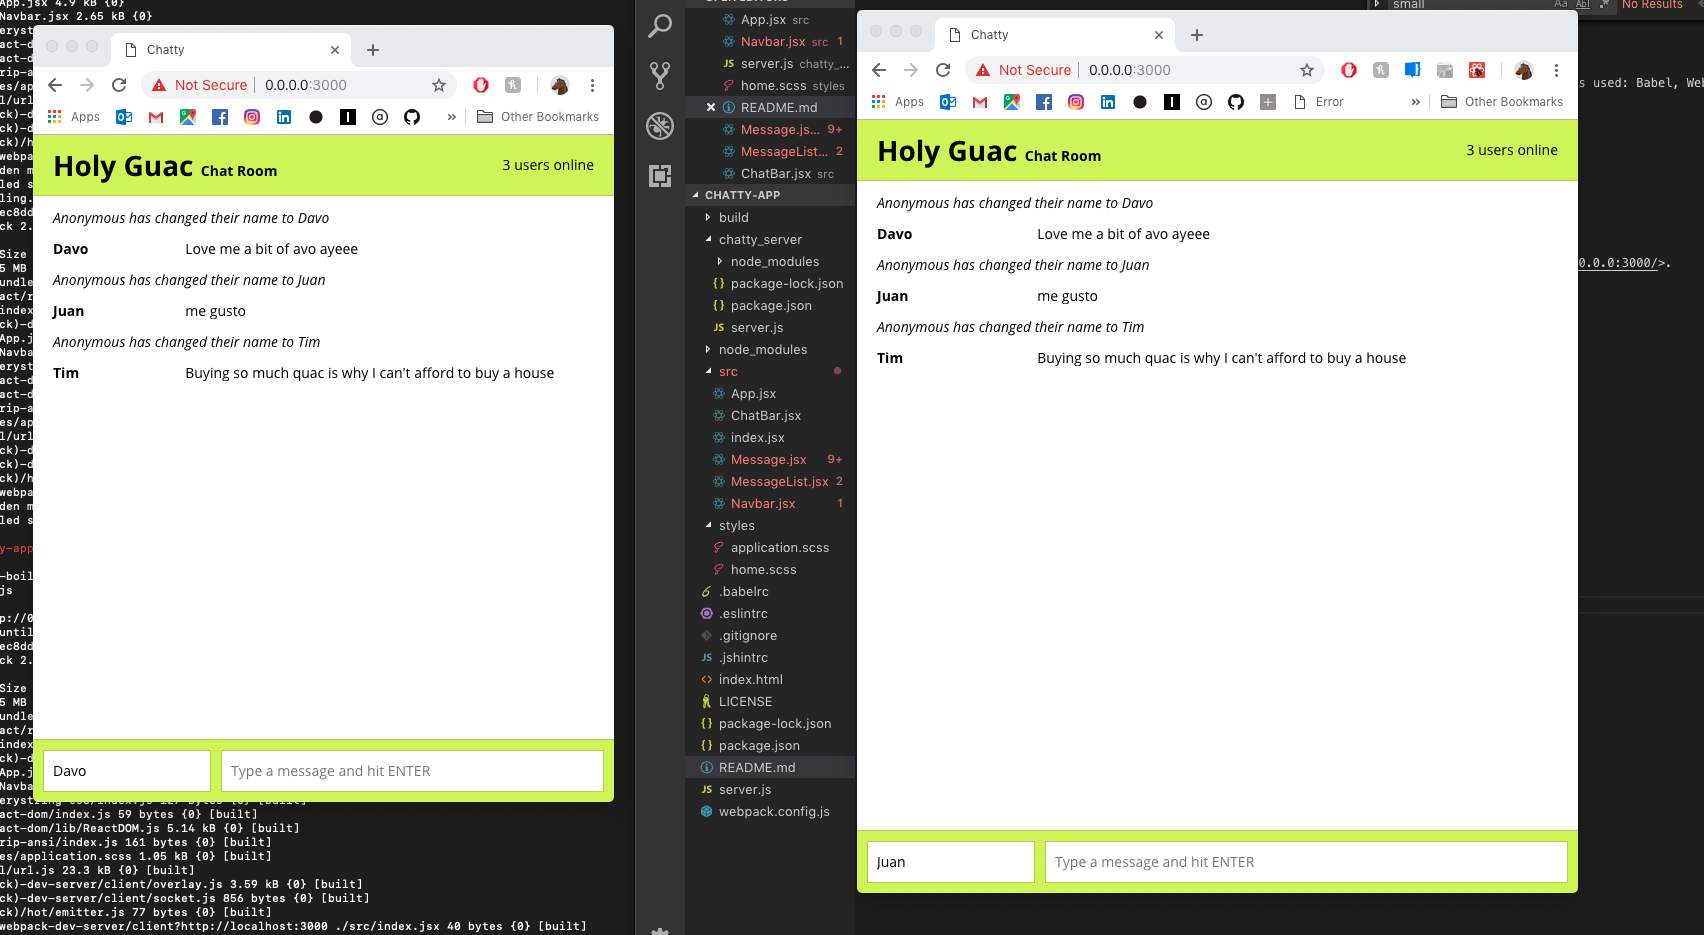 App.jsx 4.9 kB {0}
Navbar.jsx 2.65 kB {0}
Chatty
Not Secure
0.0.0.0:3000
Apps
»
Other Bookmarks
Holy Guac Chat Room
3 users online
Anonymous has changed their name to Davo
Davo Love me a bit of avo ayeee
Anonymous has changed their name to Juan
Juan me gusto
Anonymous has changed their name to Tim
Tim Buying so much quac is why I can't afford to buy a house
Davo
Type a message and hit ENTER
act-dom/index.js 59 bytes {0} [built]
act-dom/lib/ReactDOM.js 5.14 kB {0} [built]
rip-ansi/index.js 161 bytes {0} [built]
es/application.scss 1.05 kB {0} [built]
l/url.js 23.3 kB {0} [built]
ck)-dev-server/client/overlay.js 3.59 kB {0} [built]
ck)-dev-server/client/socket.js 856 bytes {0} [built]
ck)/hot/emitter.js 77 bytes {0} [built]
webpack-dev-server/client?http://localhost:3000 ./src/index.jsx 40 bytes {0} [built]
App.jsx src
Navbar.jsx src 1
JS server.js chatty_...
home.scss styles
README.md
Message.js... 9+
MessageList... 2
ChatBar.jsx src
CHATTY-APP
build
chatty_server
node_modules
{} package-lock.json
{} package.json
JS server.js
node_modules
src
App.jsx
ChatBar.jsx
index.jsx
Message.jsx 9+
MessageList.jsx 2
Navbar.jsx 1
styles
application.scss
home.scss
.babelrc
.eslintrc
.gitignore
JS .jshintrc
index.html
LICENSE
{} package-lock.json
{} package.json
README.md
JS server.js
webpack.config.js
small
Aa Abl .*
No Results
Chatty
Not Secure
0.0.0.0:3000
Apps
Error
»
Other Bookmarks
Holy Guac Chat Room
3 users online
Anonymous has changed their name to Davo
Davo Love me a bit of avo ayeee
Anonymous has changed their name to Juan
Juan me gusto
Anonymous has changed their name to Tim
Tim Buying so much quac is why I can't afford to buy a house
Juan
Type a message and hit ENTER
s used: Babel, Web
0.0.0:3000/>.